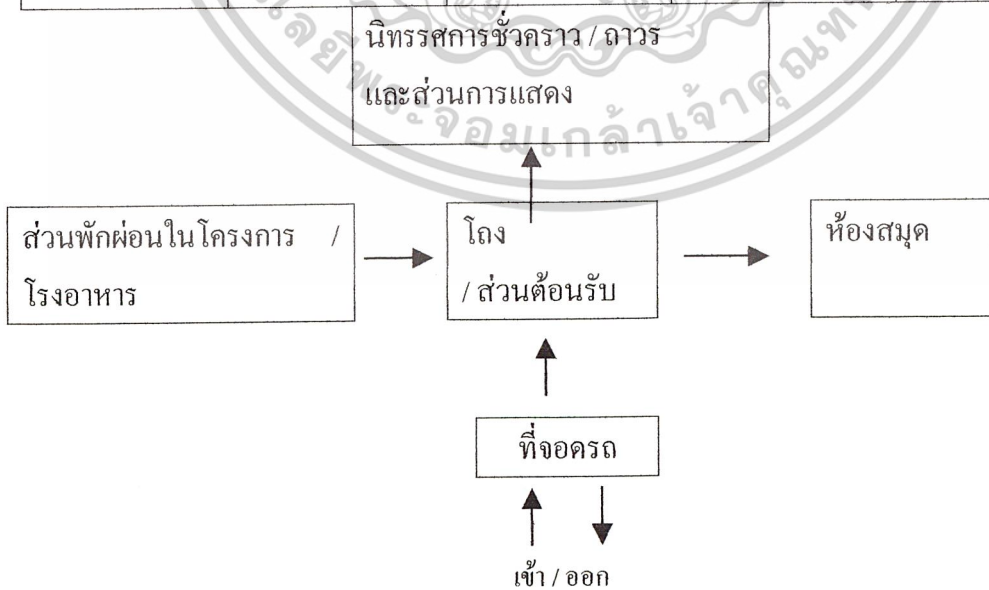 นิทรรศการชั่วคราว / ถาวร
และส่วนการแสดง
ส่วนพักผ่อนในโครงการ /
โรงอาหาร
โถง
/ ส่วนต้อนรับ
ห้องสมุด
ที่จอดรถ
เข้า / ออก